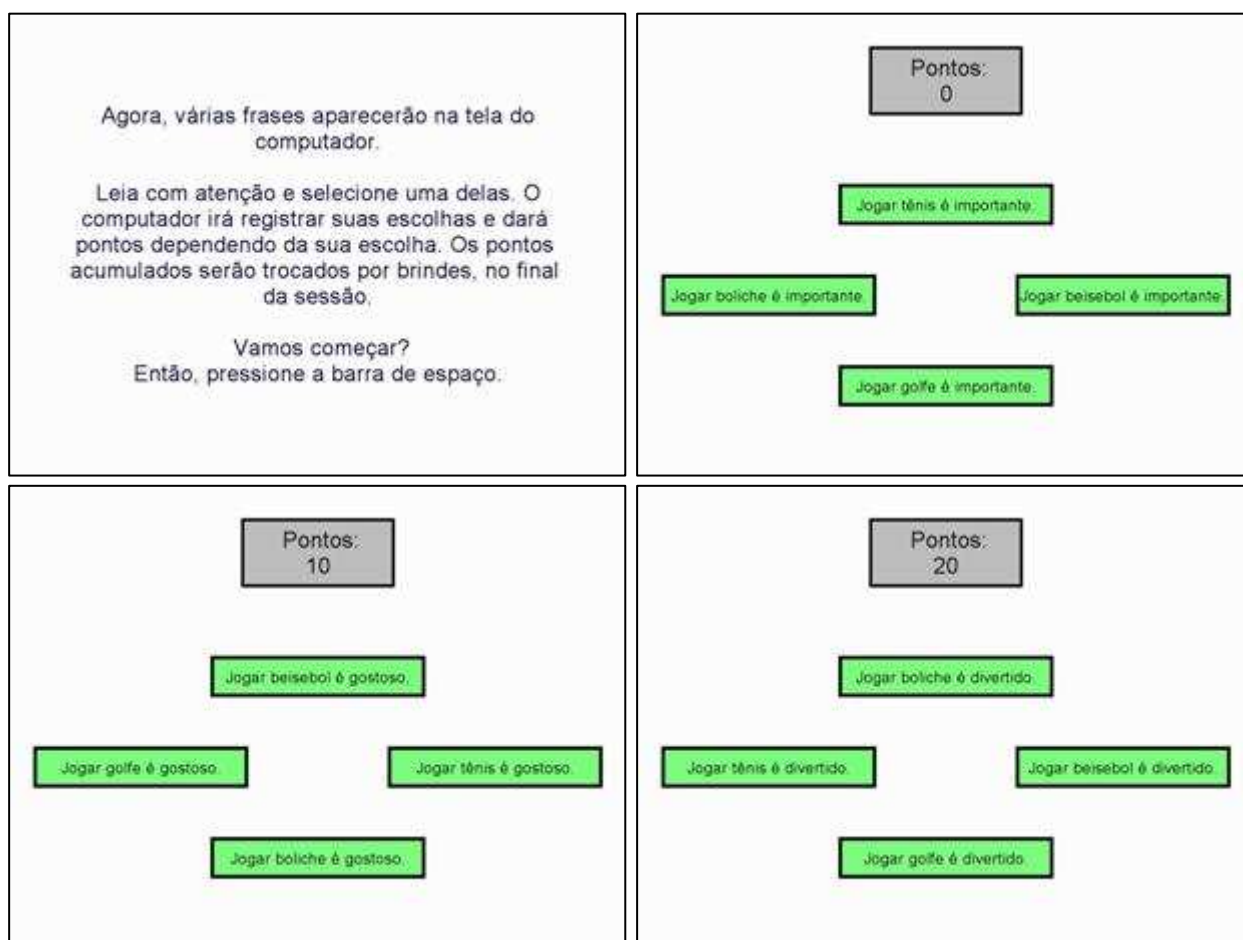 Agora, várias frases aparecerão na tela do
computador.
Leia com atenção e selecione uma delas. O
computador irá registrar suas escolhas e dará
pontos dependendo da sua escolha. Os pontos
acumulados serão trocados por brindes, no final
da sessão.
Vamos começar?
Então, pressione a barra de espaço.
Pontos:
0
Jogar tênis é importante.
Jogar boliche é importante.
Jogar beisebol é importante.
Jogar golfe é importante.
Pontos:
10
Jogar beisebol é gostoso.
Jogar golfe é gostoso.
Jogar tênis é gostoso.
Jogar boliche é gostoso.
Pontos:
20
Jogar boliche é divertido.
Jogar tênis é divertido.
Jogar beisebol é divertido.
Jogar golfe é divertido.